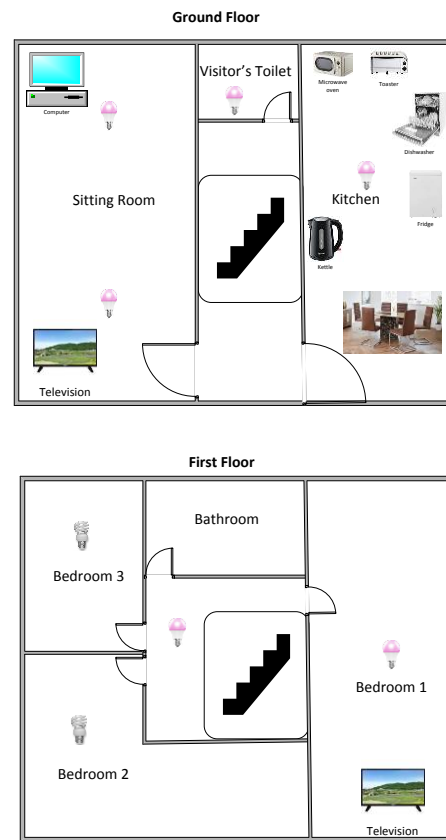 Ground Floor
Visitor's Toilet
Microwave
oven
Toaster
Computer
Dishwasher
Sitting Room
Kitchen
Fridge
Kettle
Television
First Floor
Bathroom
Bedroom 3
Bedroom 1
Bedroom 2
Television